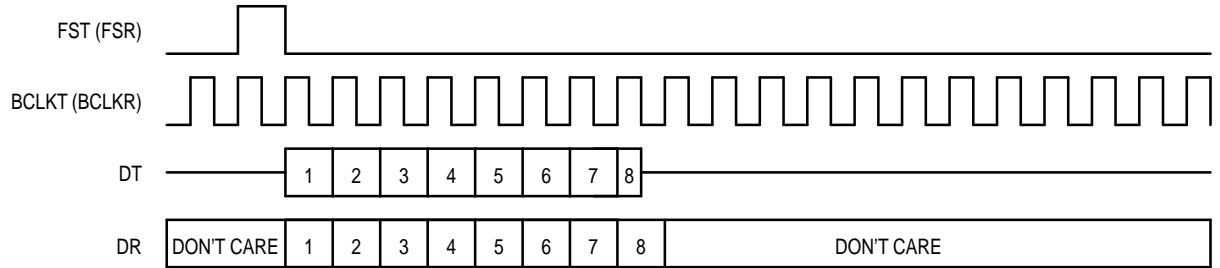 FST (FSR)
BCLKT (BCLKR)
DT 1 2 3 4 5 6 7 8
DR DON'T CARE 1 2 3 4 5 6 7 8 DON'T CARE